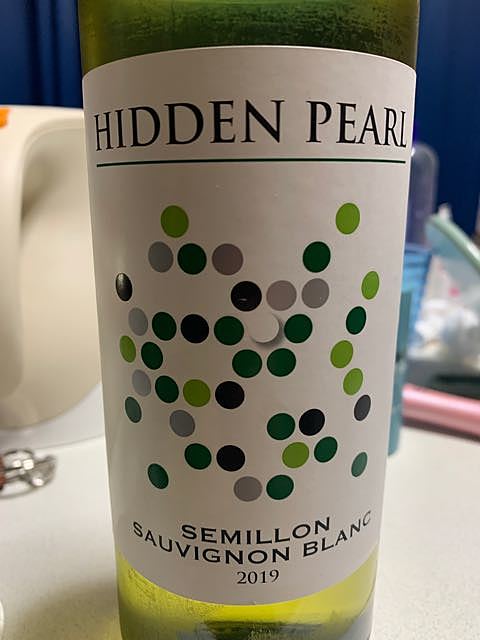 HIDDEN PEARL
SEMILLON
SAUVIGNON BLANC
2019